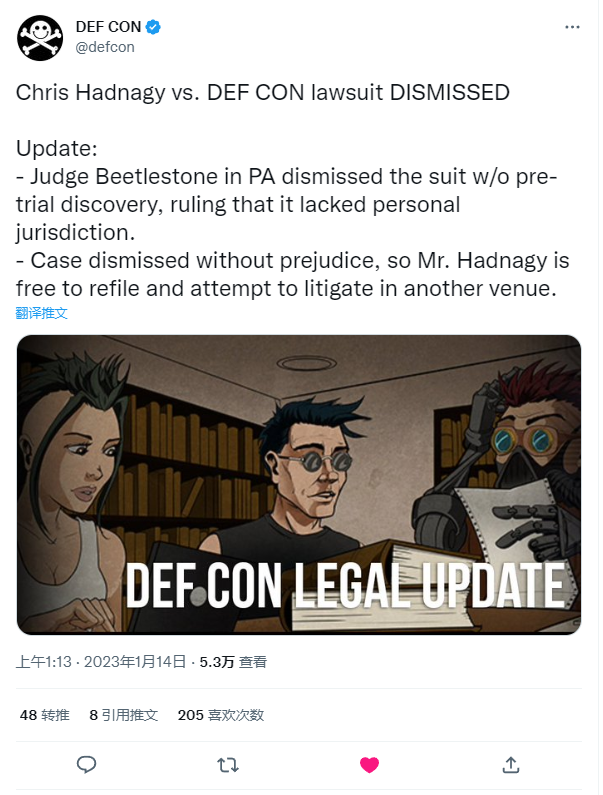 DEF CON
@defcon
Chris Hadnagy vs. DEF CON lawsuit DISMISSED
Update:
- Judge Beetlestone in PA dismissed the suit w/o pre-
trial discovery, ruling that it lacked personal
jurisdiction.
- Case dismissed without prejudice, so Mr. Hadnagy is
free to refile and attempt to litigate in another venue.
翻译推文
DEF CON LEGAL UPDATE
上午1:13 · 2023年1月14日 · 5.3万 查看
48 转推 8 引用推文 205 喜欢次数